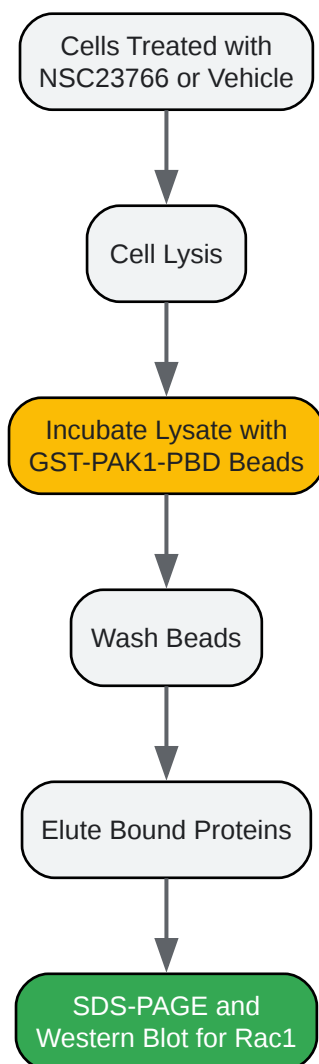 Cells Treated with
NSC23766 or Vehicle
Cell Lysis
Incubate Lysate with
GST-PAK1-PBD Beads
Wash Beads
Elute Bound Proteins
SDS-PAGE and
Western Blot for Rac1